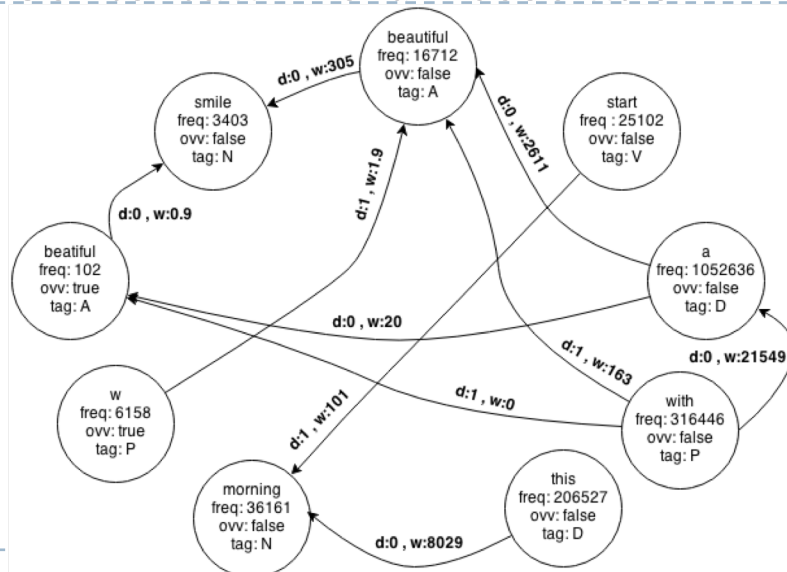 beautiful
freq: 16712
ovv: false
tag: A
d:0 , w:305
smile
freq: 3403
ovv: false
tag: N
start
freq : 25102
ovv: false
tag: V
d:0 , w:2611
d:1 , w:1.9
d:0 , w:0.9
beatiful
freq: 102
ovv: true
tag: A
a
freq: 1052636
ovv: false
tag: D
d:0 , w:20
d:0 , w:21549
d:1 , w:163
w
freq: 6158
ovv: true
tag: P
d:1 , w:0
with
freq: 316446
ovv: false
tag: P
d:1 , w:101
morning
freq: 36161
ovv: false
tag: N
this
freq: 206527
ovv: false
tag: D
d:0 , w:8029